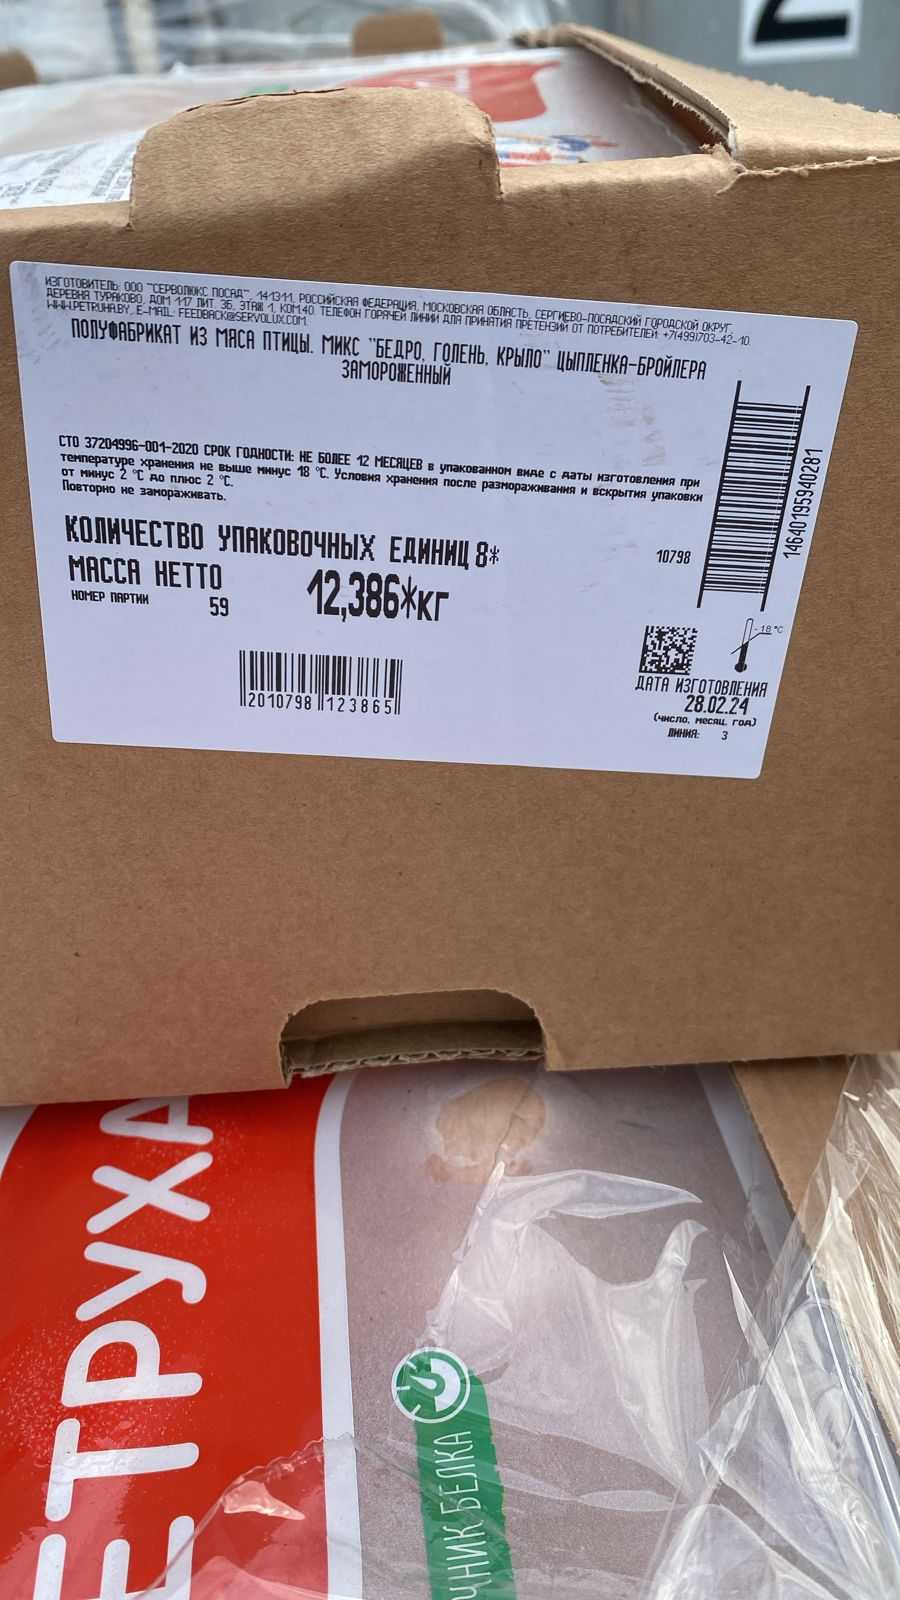 ИЗГОТОВИТЕЛЬ: ООО "СЕРВОЛЮКС ПОСАД", 141311, РОССИЙСКАЯ ФЕДЕРАЦИЯ, МОСКОВСКАЯ ОБЛАСТЬ, СЕРГИЕВО-ПОСАДСКИЙ ГОРОДСКОЙ ОКРУГ,
ДЕРЕВНЯ ТУРАКОВО, ДОМ 117 ЛИТ. 3Б, ЭТАЖ 1, КОМ.40. ТЕЛЕФОН ГОРЯЧЕЙ ЛИНИИ ДЛЯ ПРИНЯТИЯ ПРЕТЕНЗИЙ ОТ ПОТРЕБИТЕЛЕЙ: +7(499)703-42-10.
WWW.PETRUHA.BY, E-MAIL: FEEDBACK@SERVOLUX.COM.
ПОЛУФАБРИКАТ ИЗ МЯСА ПТИЦЫ. МИКС "БЕДРО, ГОЛЕНЬ, КРЫЛО" ЦЫПЛЕНКА-БРОЙЛЕРА
ЗАМОРОЖЕННЫЙ
СТО 37204996-001-2020 СРОК ГОДНОСТИ: НЕ БОЛЕЕ 12 МЕСЯЦЕВ в упакованном виде с даты изготовления при
температуре хранения не выше минус 18 °С. Условия хранения после размораживания и вскрытия упаковки
от минус 2 °С до плюс 2 °С.
Повторно не замораживать.
КОЛИЧЕСТВО УПАКОВОЧНЫХ ЕДИНИЦ 8*
МАССА НЕТТО 12,386*КГ
НОМЕР ПАРТИИ 59
10798
14640195940281
-18 °С
ДАТА ИЗГОТОВЛЕНИЯ
28.02.24
(число, месяц, год)
ЛИНИЯ: 3
2010798 123865
ЕТРУХА
ЧНИК БЕЛКА